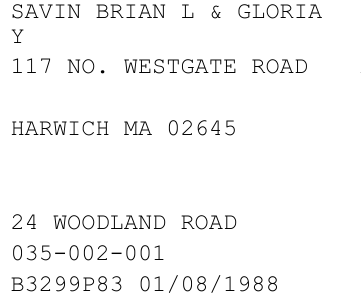 SAVIN BRIAN L & GLORIA
Y
117 NO. WESTGATE ROAD
HARWICH MA 02645
24 WOODLAND ROAD
035-002-001
B3299P83 01/08/1988